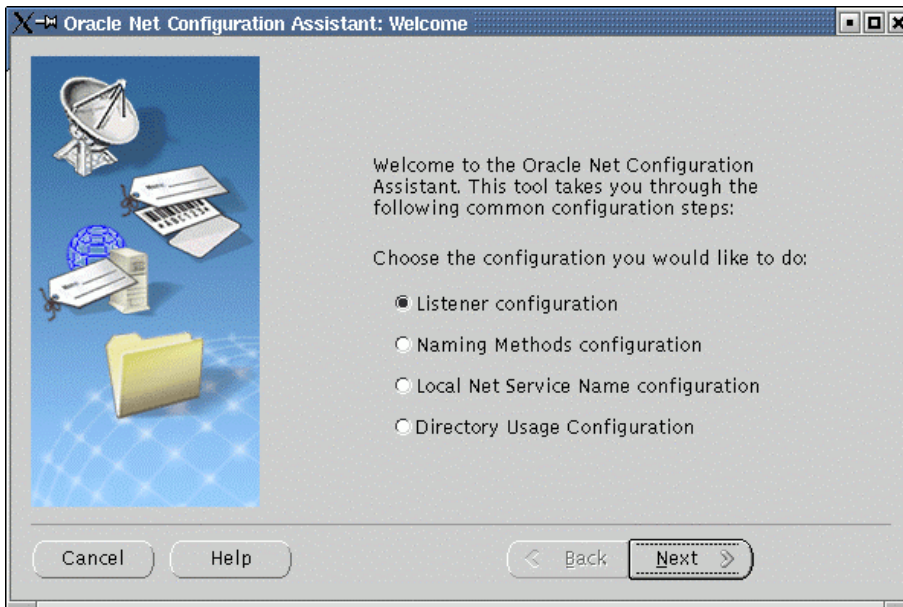 Oracle Net Configuration Assistant: Welcome
Welcome to the Oracle Net Configuration
Assistant. This tool takes you through the
following common configuration steps:
Choose the configuration you would like to do:
Listener configuration
Naming Methods configuration
Local Net Service Name configuration
Directory Usage Configuration
Cancel
Help
Back
Next